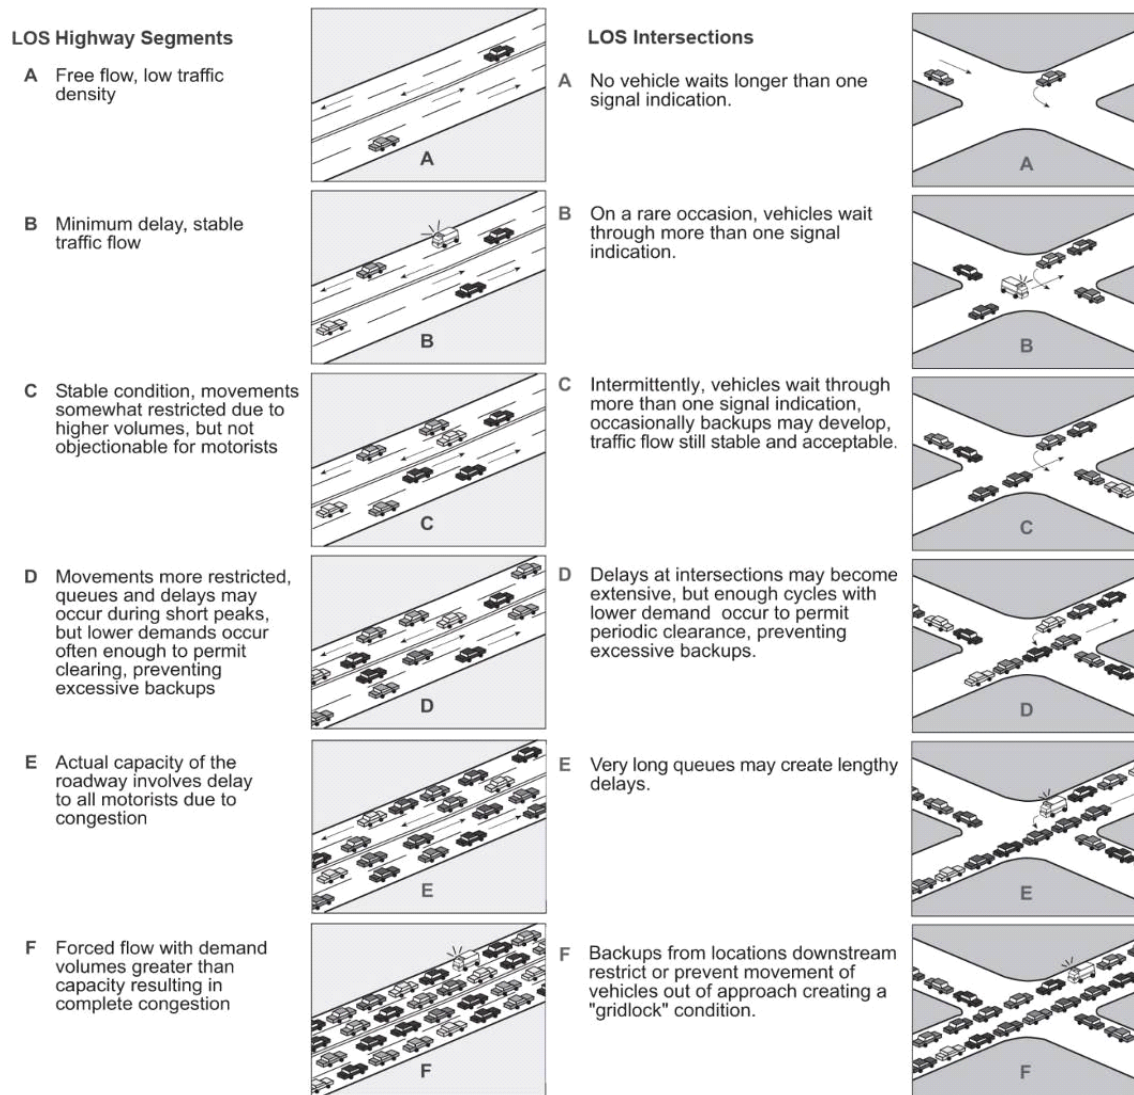 LOS Highway Segments
A Free flow, low traffic
density
A
B Minimum delay, stable
traffic flow
B
C Stable condition, movements
somewhat restricted due to
higher volumes, but not
objectionable for motorists
C
D Movements more restricted,
queues and delays may
occur during short peaks,
but lower demands occur
often enough to permit
clearing, preventing
excessive backups
D
E Actual capacity of the
roadway involves delay
to all motorists due to
congestion
E
F Forced flow with demand
volumes greater than
capacity resulting in
complete congestion
F
LOS Intersections
A No vehicle waits longer than one
signal indication.
A
B On a rare occasion, vehicles wait
through more than one signal
indication.
B
C Intermittently, vehicles wait through
more than one signal indication,
occasionally backups may develop,
traffic flow still stable and acceptable.
C
D Delays at intersections may become
extensive, but enough cycles with
lower demand occur to permit
periodic clearance, preventing
excessive backups.
D
E Very long queues may create lengthy
delays.
E
F Backups from locations downstream
restrict or prevent movement of
vehicles out of approach creating a
"gridlock" condition.
F